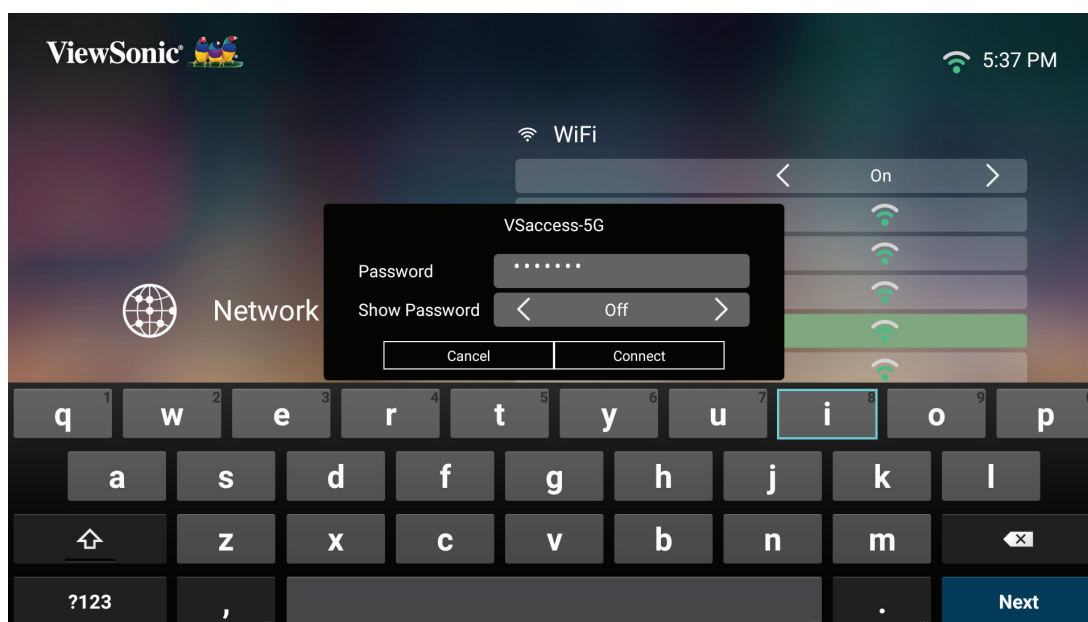 ViewSonic®
5:37 PM
WiFi
On
VSaccess-5G
Password
•••••••
Show Password
Off
Network
Cancel
Connect
q 1 w 2 e 3 r 4 t 5 y 6 u 7 i 8 o 9 p
a s d f g h j k l
z x c v b n m
?123 , . Next